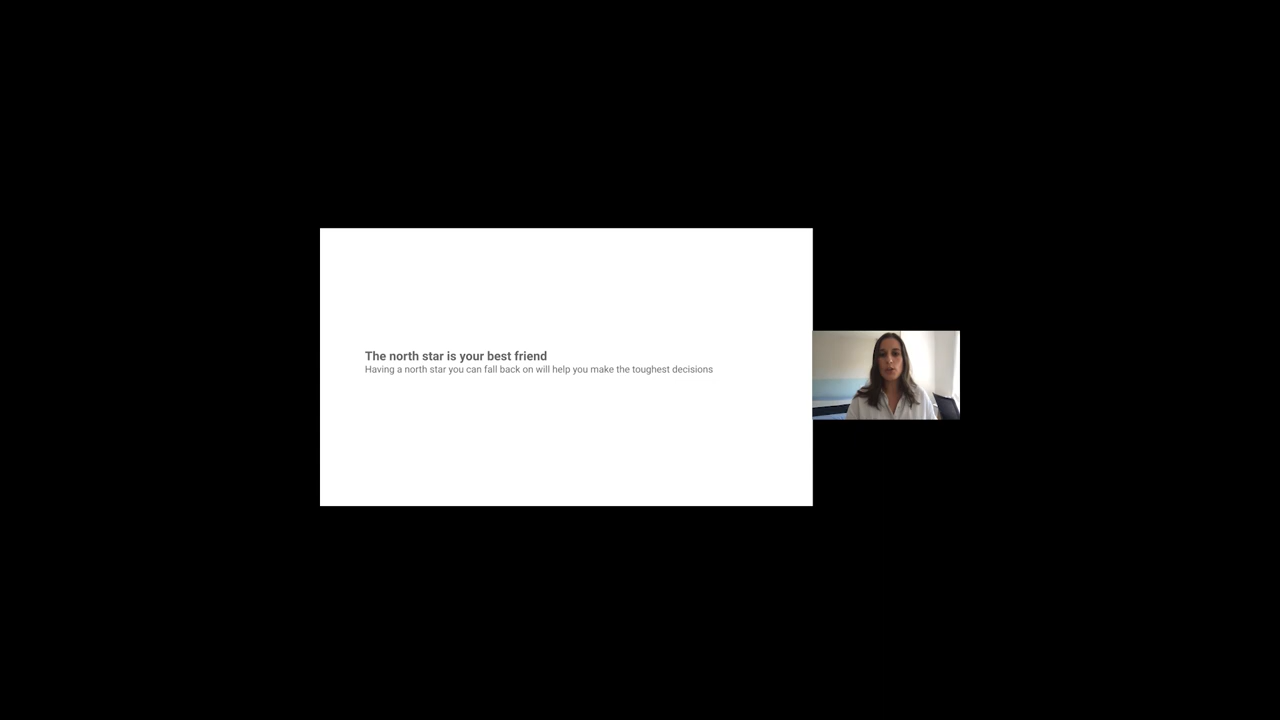 The north star is your best friend
Having a north star you can fall back on will help you make the toughest decisions